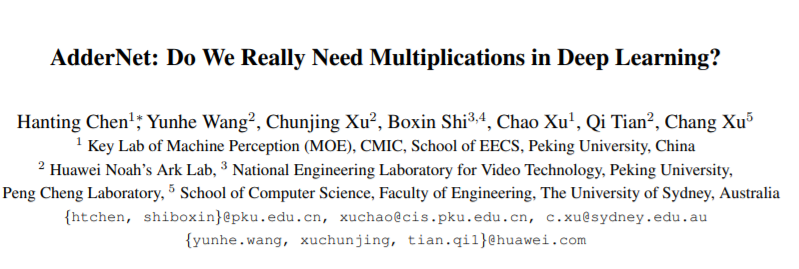 AdderNet: Do We Really Need Multiplications in Deep Learning?
Hanting Chen1*, Yunhe Wang2, Chunjing Xu2, Boxin Shi3,4, Chao Xu1, Qi Tian2, Chang Xu5
1 Key Lab of Machine Perception (MOE), CMIC, School of EECS, Peking University, China
2 Huawei Noah's Ark Lab, 3 National Engineering Laboratory for Video Technology, Peking University,
Peng Cheng Laboratory, 5 School of Computer Science, Faculty of Engineering, The University of Sydney, Australia
{htchen, shiboxin}@pku.edu.cn, xuchao@cis.pku.edu.cn, c.xu@sydney.edu.au
{yunhe.wang, xuchunjing, tian.qi1}@huawei.com